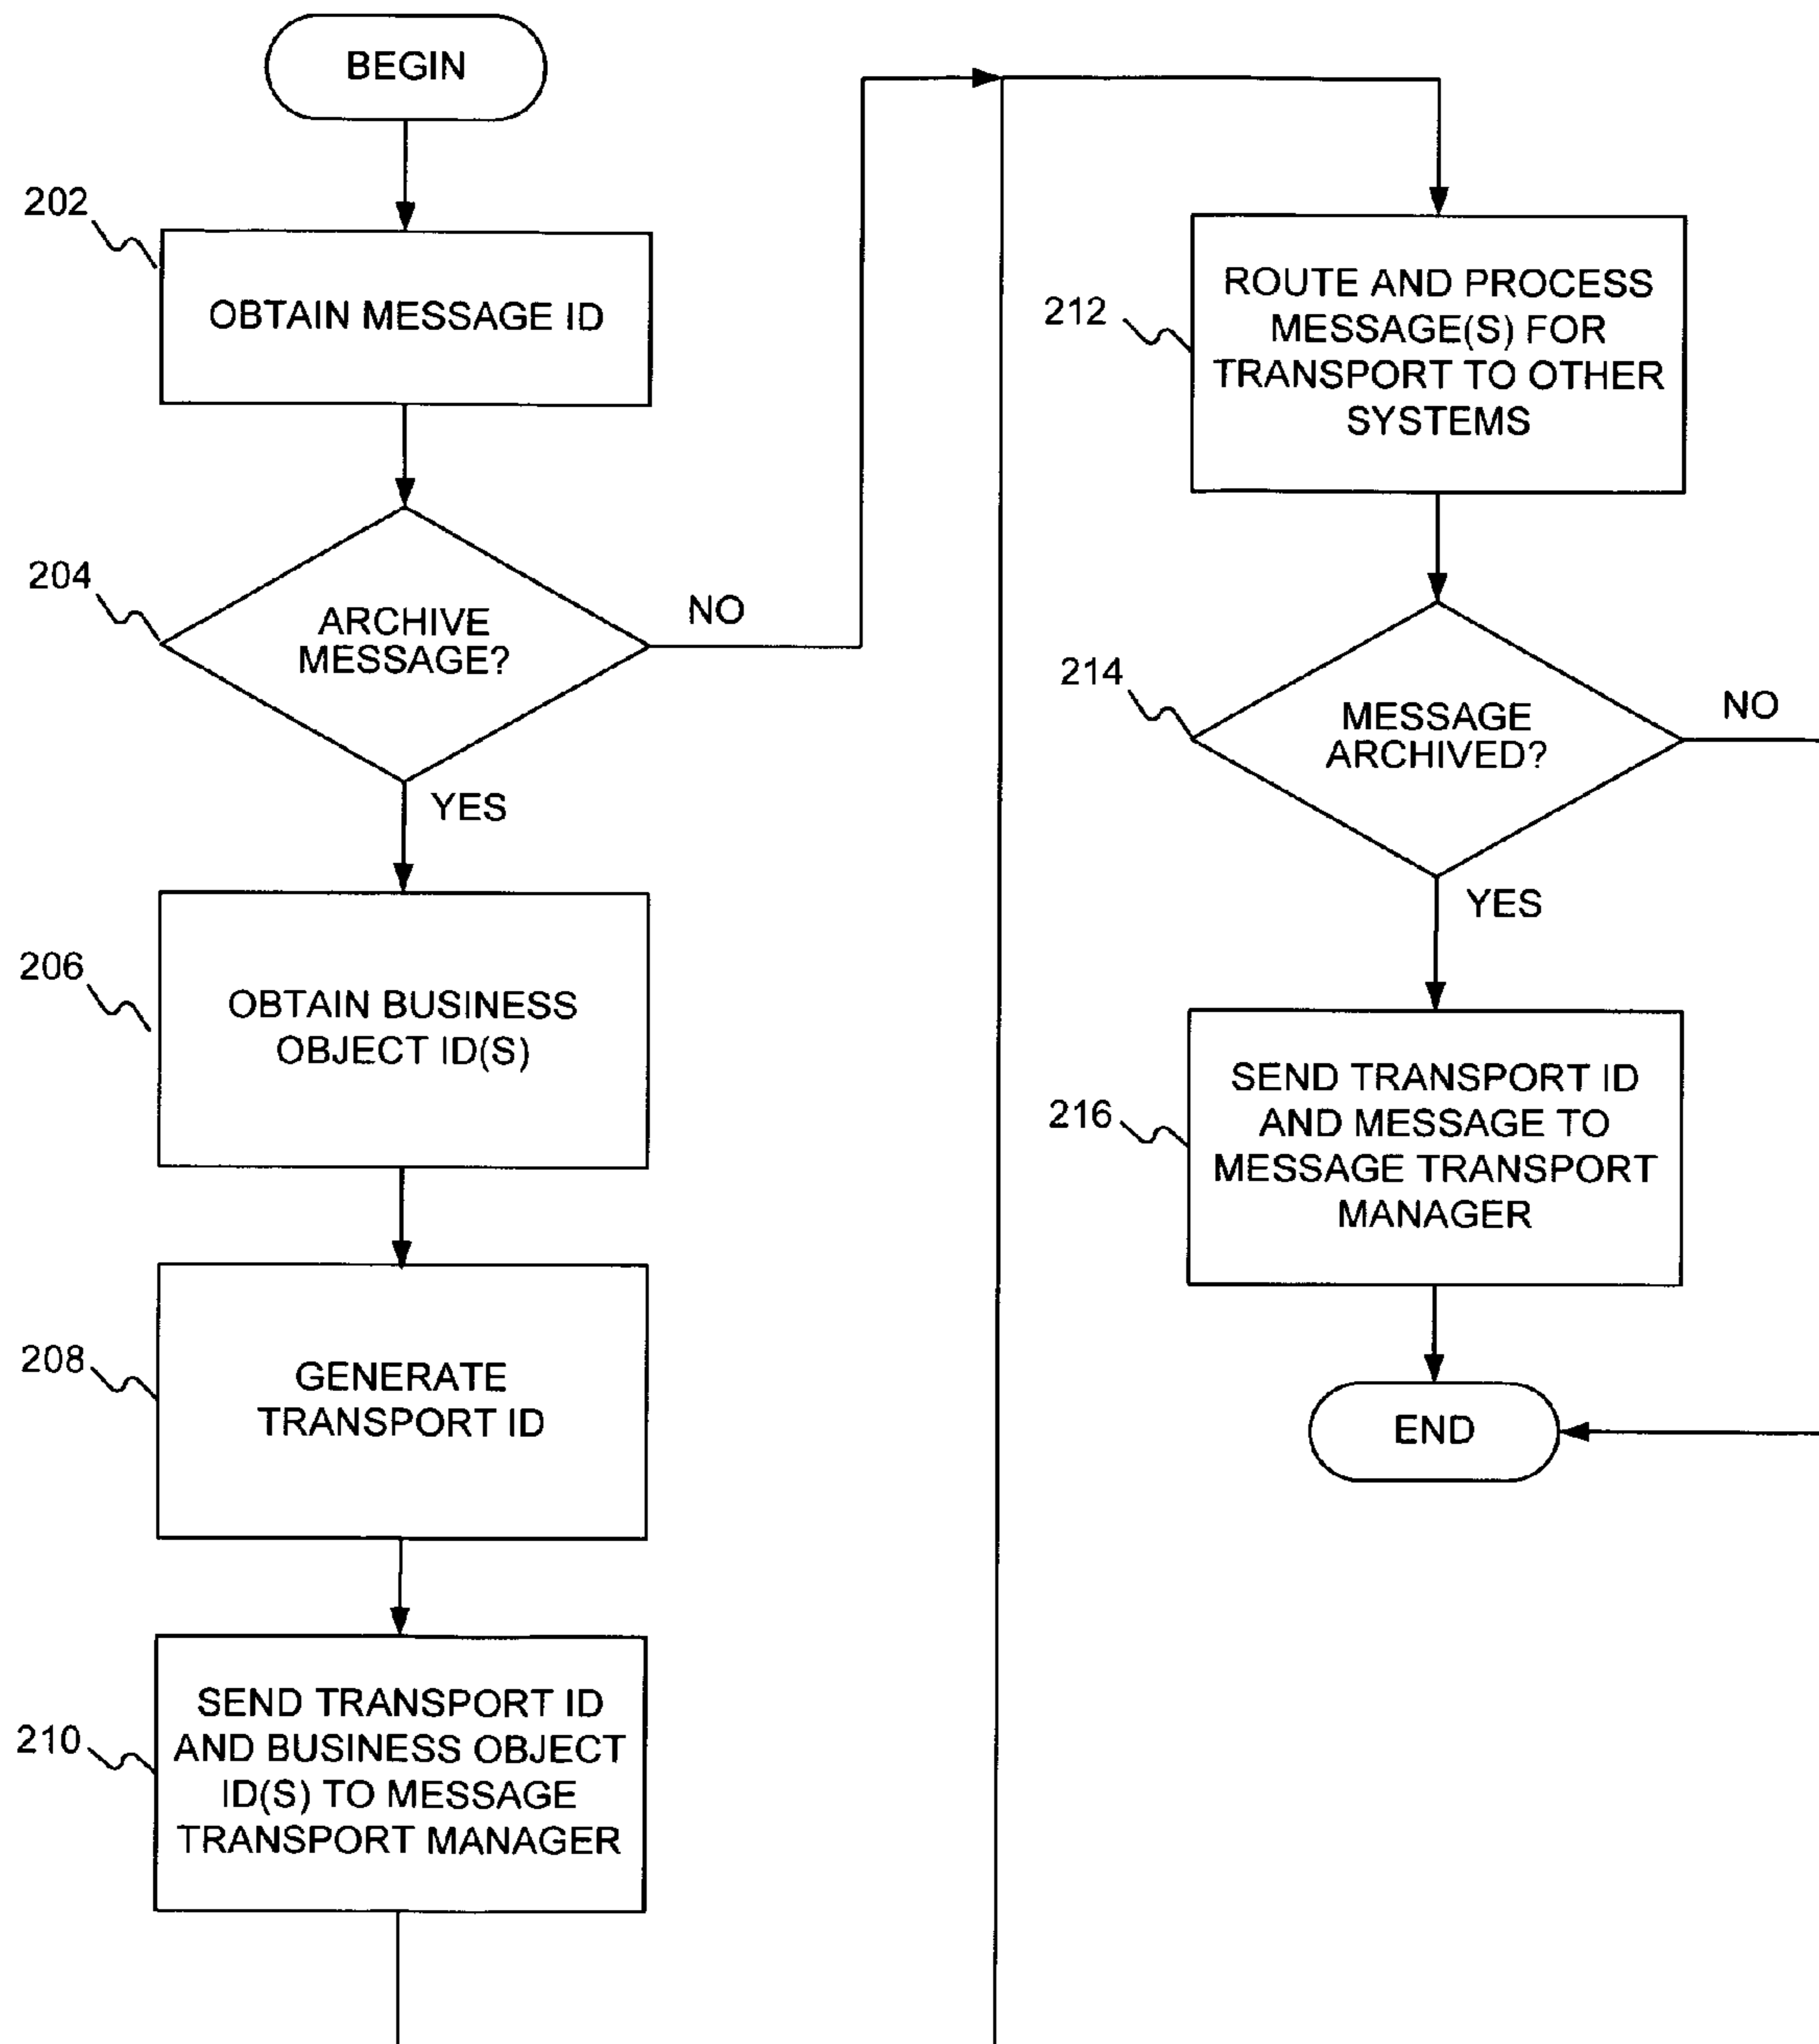 BEGIN
202
OBTAIN MESSAGE ID
204
ARCHIVE
MESSAGE?
NO
YES
206
OBTAIN BUSINESS
OBJECT ID(S)
208
GENERATE
TRANSPORT ID
210
SEND TRANSPORT ID
AND BUSINESS OBJECT
ID(S) TO MESSAGE
TRANSPORT MANAGER
212
ROUTE AND PROCESS
MESSAGE(S) FOR
TRANSPORT TO OTHER
SYSTEMS
214
MESSAGE
ARCHIVED?
NO
YES
216
SEND TRANSPORT ID
AND MESSAGE TO
MESSAGE TRANSPORT
MANAGER
END